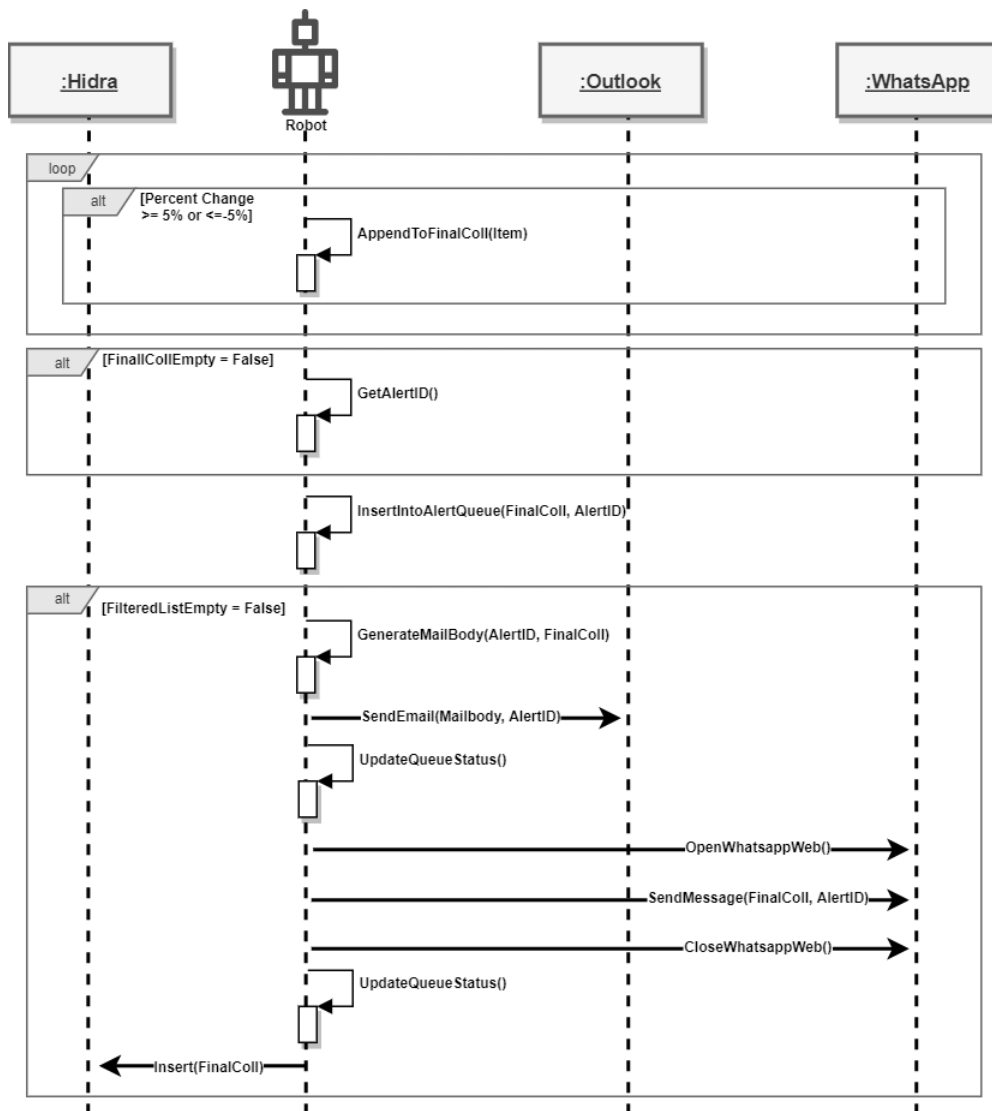 :Hidra
Robot
:Outlook
:WhatsApp
loop
alt
[Percent Change
>= 5% or <=-5%]
AppendToFinalColl(Item)
alt
[FinallCollEmpty = False]
GetAlertID()
InsertIntoAlertQueue(FinalColl, AlertID)
alt
[FilteredListEmpty = False]
GenerateMailBody(AlertID, FinalColl)
SendEmail(Mailbody, AlertID)
UpdateQueueStatus()
OpenWhatsappWeb()
SendMessage(FinalColl, AlertID)
CloseWhatsappWeb()
UpdateQueueStatus()
Insert(FinalColl)